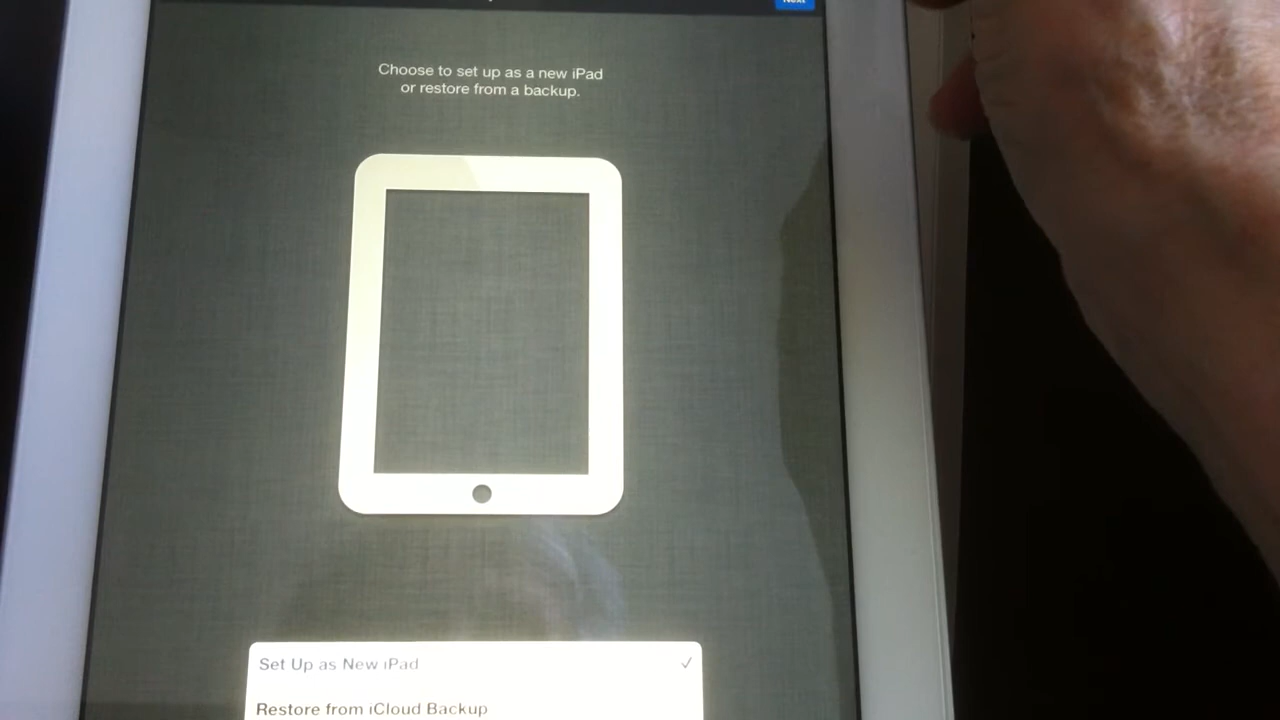 Next
Choose to set up as a new iPad
or restore from a backup.
Set Up as New iPad
Restore from iCloud Backup